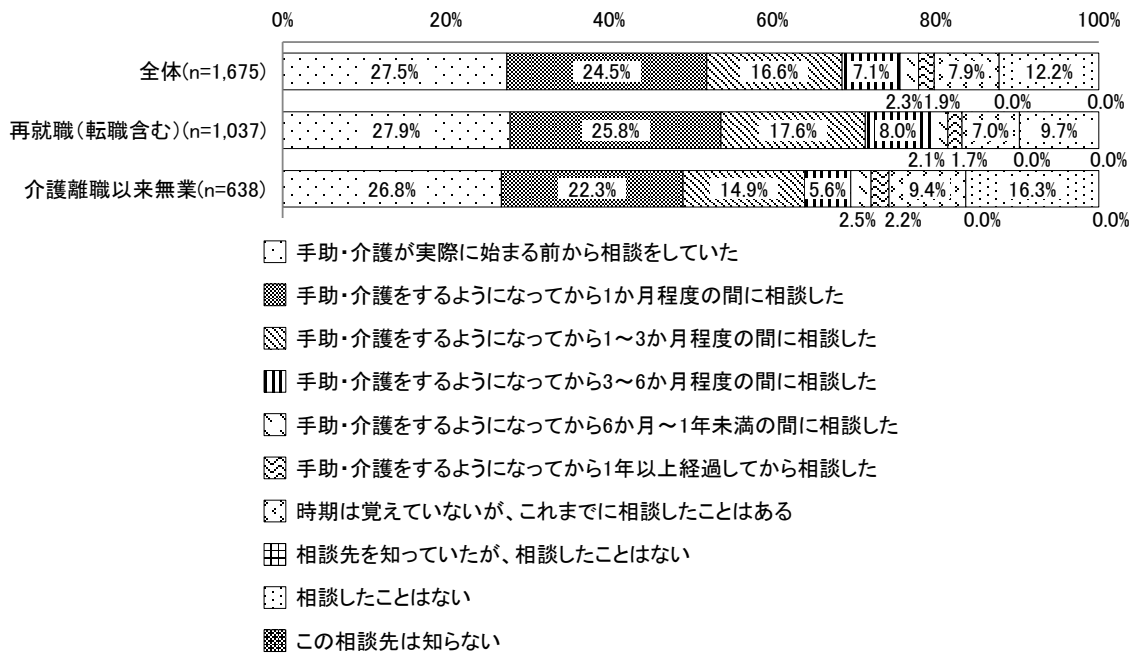 0% 20% 40% 60% 80% 100%
全体(n=1,675) 27.5% 24.5% 16.6% 7.1% 7.9% 12.2%
2.3% 1.9% 0.0% 0.0%
再就職(転職含む)(n=1,037) 27.9% 25.8% 17.6% 8.0% 7.0% 9.7%
2.1% 1.7% 0.0% 0.0%
介護離職以来無業(n=638) 26.8% 22.3% 14.9% 5.6% 9.4% 16.3%
2.5% 2.2% 0.0% 0.0%
手助・介護が実際に始まる前から相談をしていた
手助・介護をするようになってから1か月程度の間に相談した
手助・介護をするようになってから1～3か月程度の間に相談した
手助・介護をするようになってから3～6か月程度の間に相談した
手助・介護をするようになってから6か月～1年未満の間に相談した
手助・介護をするようになってから1年以上経過してから相談した
時期は覚えていないが、これまでに相談したことはある
相談先を知っていたが、相談したことはない
相談したことはない
この相談先は知らない